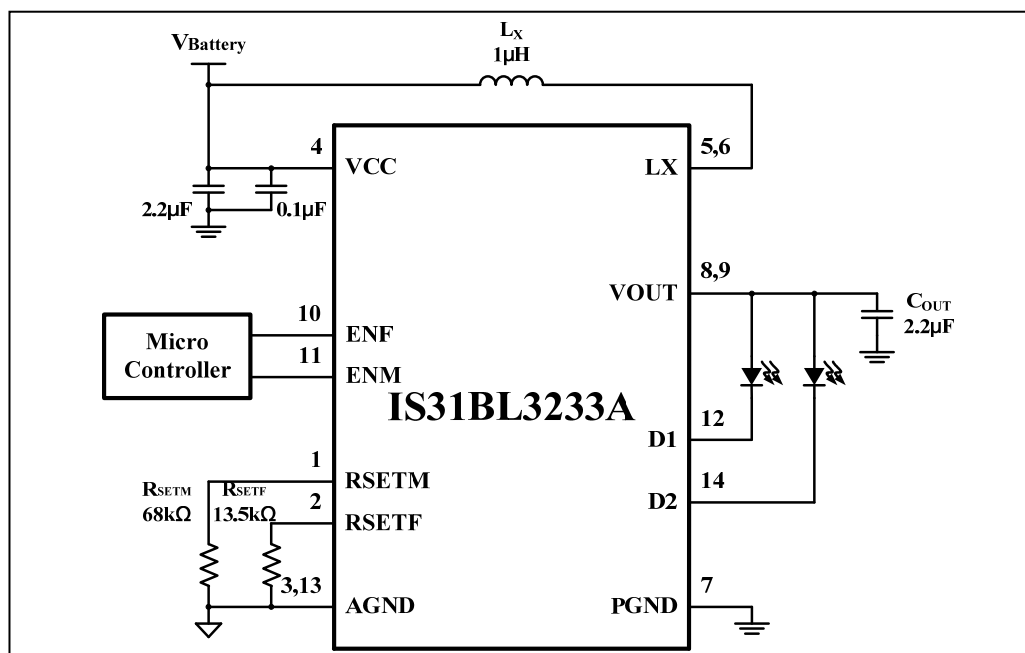 VBattery
LX
1µH
4
VCC
5,6
LX
2.2µF
0.1µF
8,9
VOUT
COUT
2.2µF
Micro
Controller
10
ENF
11
ENM
IS31BL3233A
12
D1
14
D2
1
RSETM
RSETM
68kΩ
RSETF
13.5kΩ
2
RSETF
3,13
AGND
7
PGND